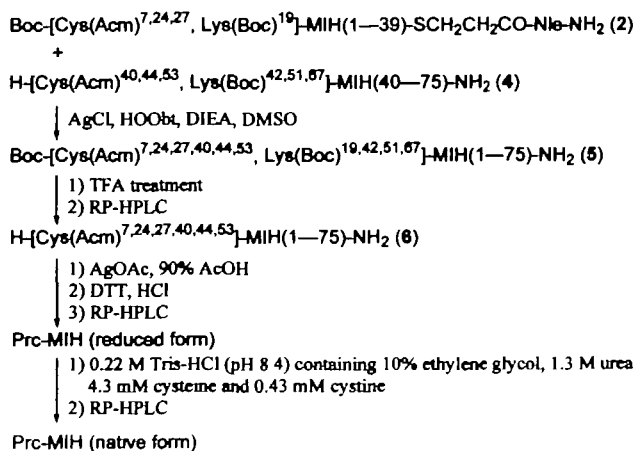 Boc-[Cys(Acm)7,24,27, Lys(Boc)19]-MIH(1—39)-SCH2CH2CO-Nle-NH2 (2)
+
H-[Cys(Acm)40,44,53, Lys(Boc)42,51,67]-MIH(40—75)-NH2 (4)
AgCl, HOObt, DIEA, DMSO
Boc-[Cys(Acm)7,24,27,40,44,53, Lys(Boc)19,42,51,67]-MIH(1—75)-NH2 (5)
1) TFA treatment
2) RP-HPLC
H-[Cys(Acm)7,24,27,40,44,53]-MIH(1—75)-NH2 (6)
1) AgOAc, 90% AcOH
2) DTT, HCl
3) RP-HPLC
Prc-MIH (reduced form)
1) 0.22 M Tris-HCl (pH 8 4) containing 10% ethylene glycol, 1.3 M urea
4.3 mM cysteme and 0.43 mM cystine
2) RP-HPLC
Prc-MIH (native form)